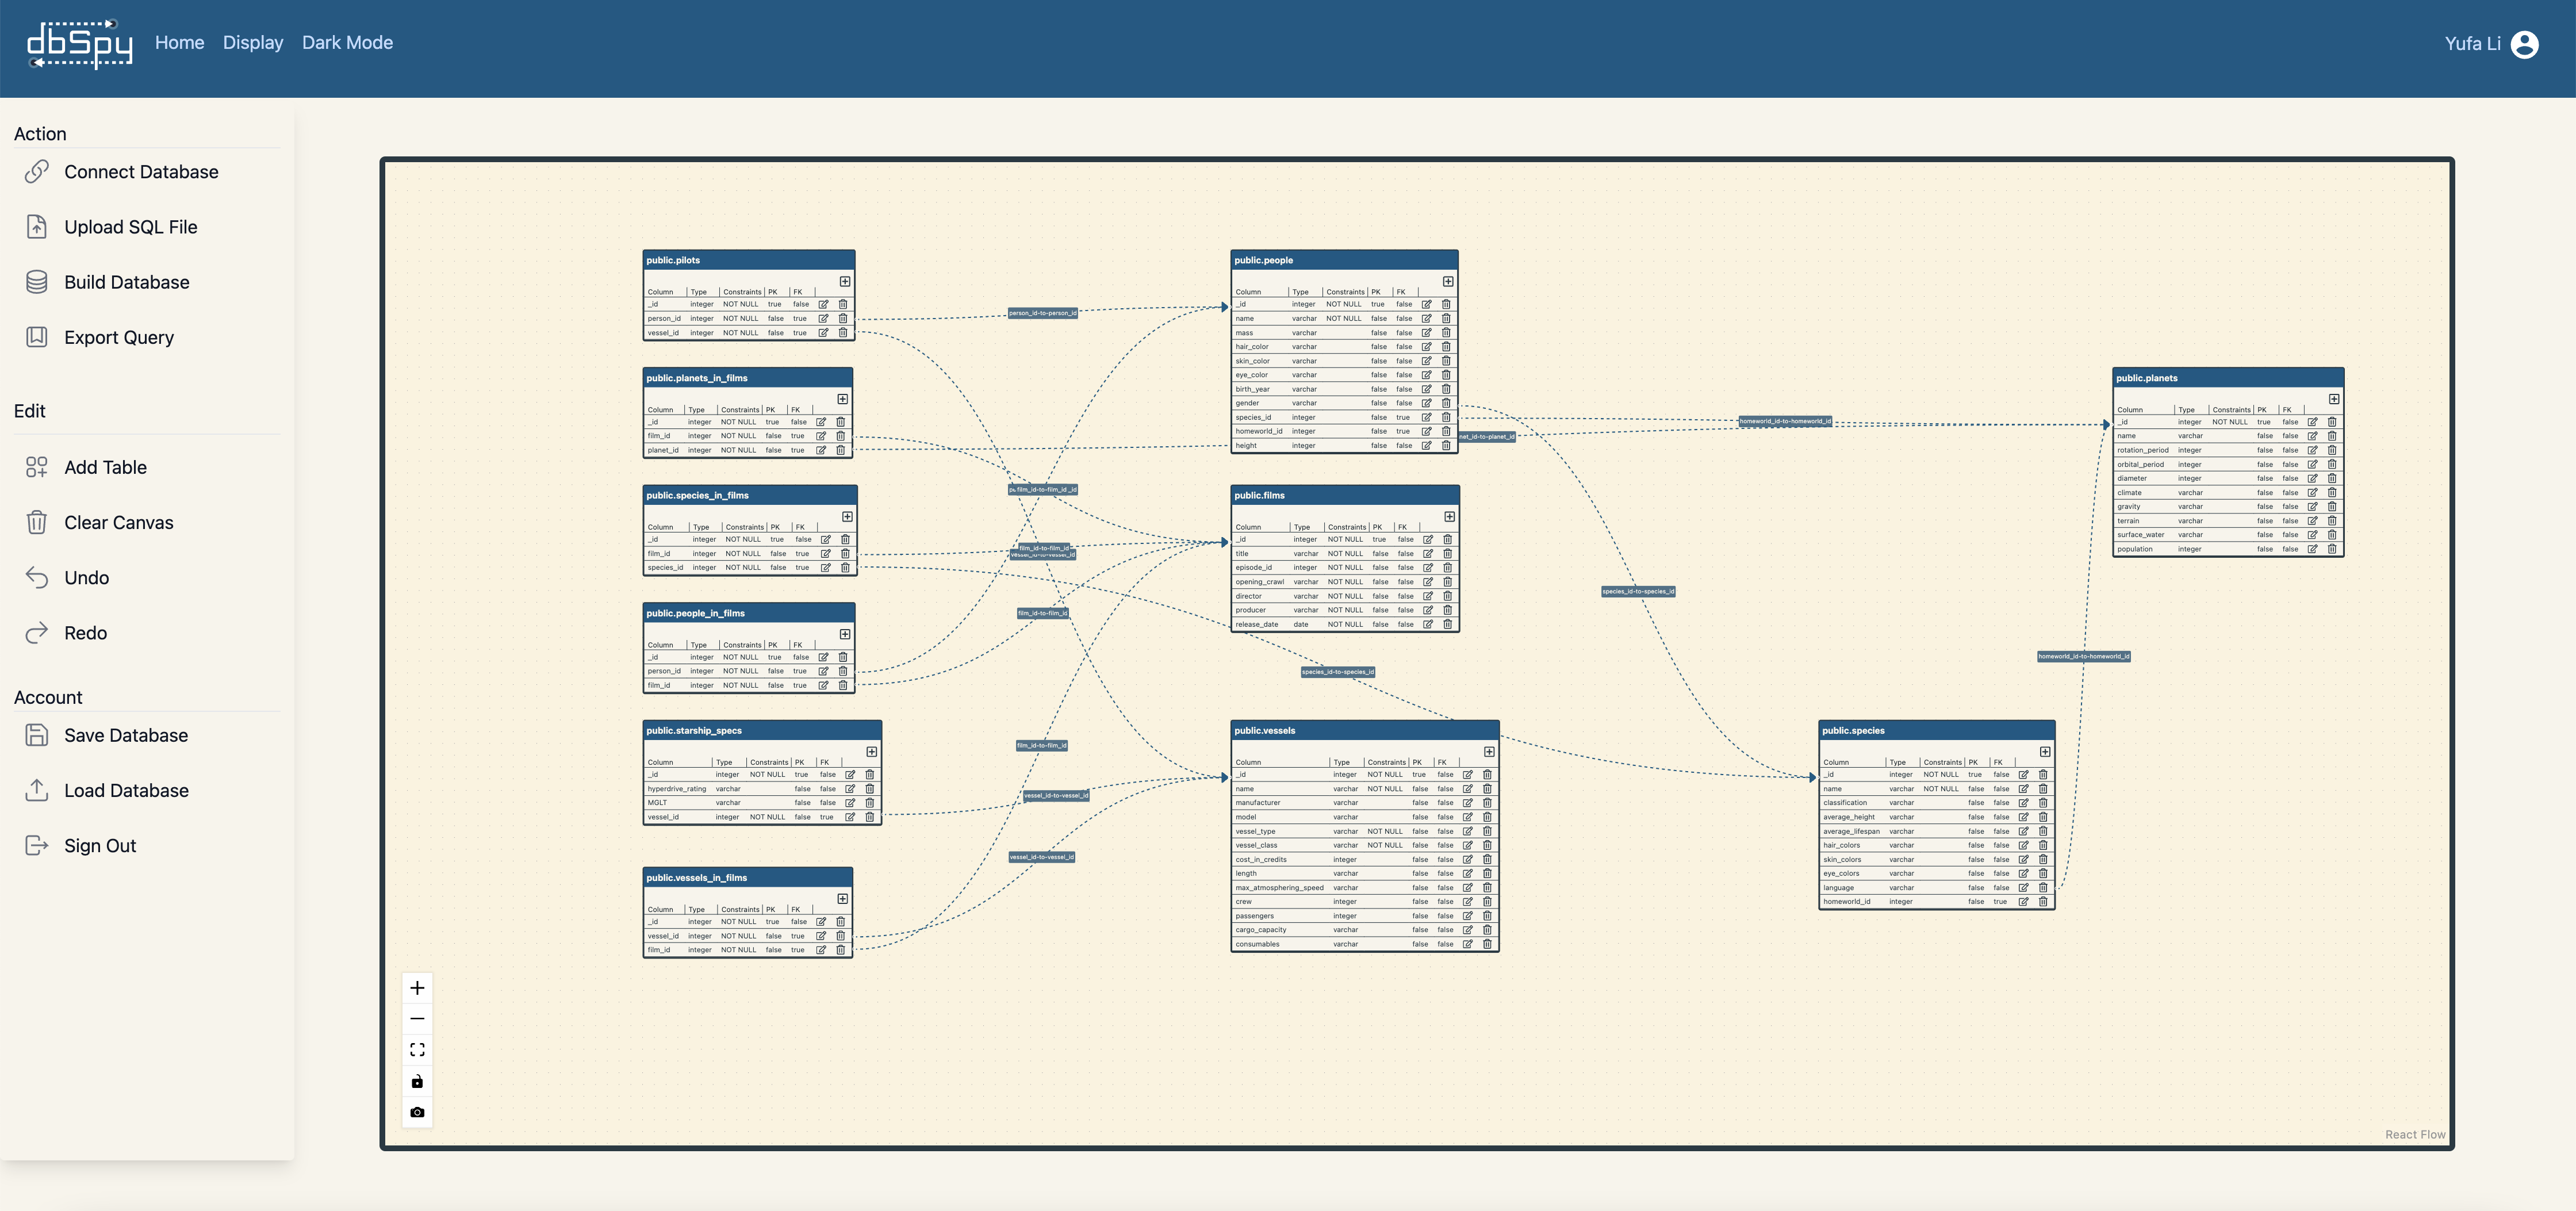 dbSpy
Home Display Dark Mode
Yufa Li
Action
Connect Database
Upload SQL File
Build Database
Export Query
Edit
Add Table
Clear Canvas
Undo
Redo
Account
Save Database
Load Database
Sign Out
public.pilots
Column Type Constraints PK FK
_id integer NOT NULL true false
person_id integer NOT NULL false true
vessel_id integer NOT NULL false true
public.planets_in_films
Column Type Constraints PK FK
_id integer NOT NULL true false
film_id integer NOT NULL false true
planet_id integer NOT NULL false true
public.species_in_films
Column Type Constraints PK FK
_id integer NOT NULL true false
film_id integer NOT NULL false true
species_id integer NOT NULL false true
public.people_in_films
Column Type Constraints PK FK
_id integer NOT NULL true false
person_id integer NOT NULL false true
film_id integer NOT NULL false true
public.starship_specs
Column Type Constraints PK FK
_id integer NOT NULL true false
hyperdrive_rating varchar false false
MGLT varchar false false
vessel_id integer NOT NULL false true
public.vessels_in_films
Column Type Constraints PK FK
_id integer NOT NULL true false
vessel_id integer NOT NULL false true
film_id integer NOT NULL false true
person_id-to-person_id
film_id-to-film_id _id
film_id-to-film_id
vessel_id-to-vessel_id
film_id-to-film_id
film_id-to-film_id
vessel_id-to-vessel_id
vessel_id-to-vessel_id
public.people
Column Type Constraints PK FK
_id integer NOT NULL true false
name varchar NOT NULL false false
mass varchar false false
hair_color varchar false false
skin_color varchar false false
eye_color varchar false false
birth_year varchar false false
gender varchar false false
species_id integer false true
homeworld_id integer false true
height integer false false
public.films
Column Type Constraints PK FK
_id integer NOT NULL true false
title varchar NOT NULL false false
episode_id integer NOT NULL false false
opening_crawl varchar NOT NULL false false
director varchar NOT NULL false false
producer varchar NOT NULL false false
release_date date NOT NULL false false
species_id-to-species_id
public.vessels
Column Type Constraints PK FK
_id integer NOT NULL true false
name varchar NOT NULL false false
manufacturer varchar false false
model varchar false false
vessel_type varchar NOT NULL false false
vessel_class varchar NOT NULL false false
cost_in_credits integer false false
length varchar false false
max_atmosphering_speed varchar false false
crew integer false false
passengers integer false false
cargo_capacity varchar false false
consumables varchar false false
homeworld_id-to-homeworld_id
net_id-to-planet_id
species_id-to-species_id
homeworld_id-to-homeworld_id
public.species
Column Type Constraints PK FK
_id integer NOT NULL true false
name varchar NOT NULL false false
classification varchar false false
average_height varchar false false
average_lifespan varchar false false
hair_colors varchar false false
skin_colors varchar false false
eye_colors varchar false false
language varchar false false
homeworld_id integer false true
public.planets
Column Type Constraints PK FK
_id integer NOT NULL true false
name varchar false false
rotation_period integer false false
orbital_period integer false false
diameter integer false false
climate varchar false false
gravity varchar false false
terrain varchar false false
surface_water varchar false false
population integer false false
React Flow